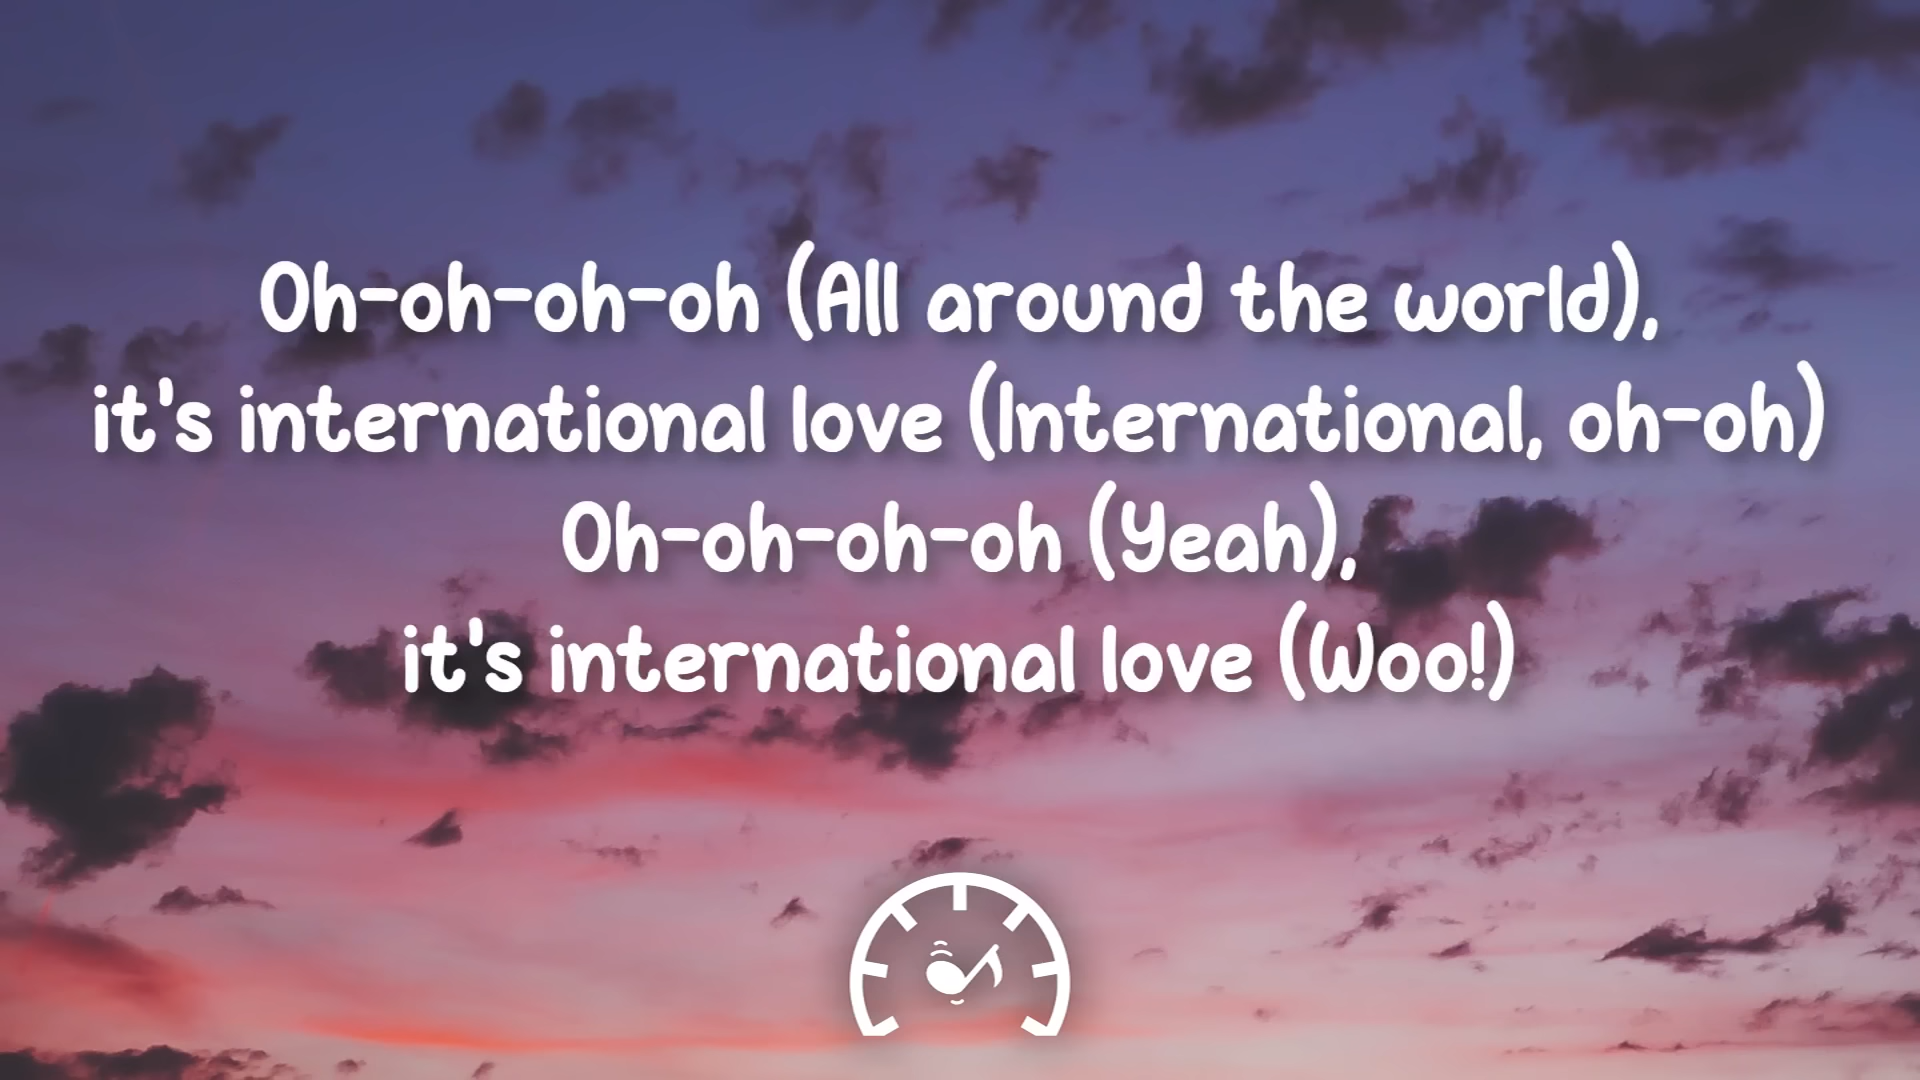 Oh-oh-oh-oh (All around the world),
it's international love (International, oh-oh)
Oh-oh-oh-oh (Yeah),
it's international love (Woo!)